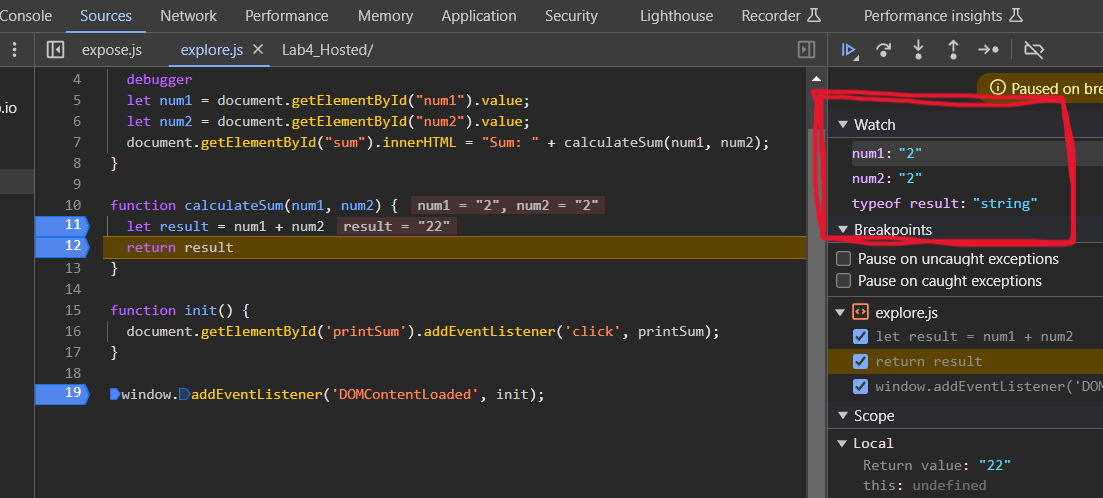 Console Sources Network Performance Memory Application Security Lighthouse Recorder Performance insights
expose.js explore.js Lab4_Hosted/
.io
4 debugger
5 let num1 = document.getElementById("num1").value;
6 let num2 = document.getElementById("num2").value;
7 document.getElementById("sum").innerHTML = "Sum: " + calculateSum(num1, num2);
8 }
9
10 function calculateSum(num1, num2) { num1 = "2", num2 = "2"
11 let result = num1 + num2 result = "22"
12 return result
13 }
14
15 function init() {
16 document.getElementById('printSum').addEventListener('click', printSum);
17 }
18
19 window.addEventListener('DOMContentLoaded', init);
Paused on bre
Watch
num1: "2"
num2: "2"
typeof result: "string"
Breakpoints
Pause on uncaught exceptions
Pause on caught exceptions
explore.js
let result = num1 + num2
return result
window.addEventListener('DOM
Scope
Local
Return value: "22"
this: undefined